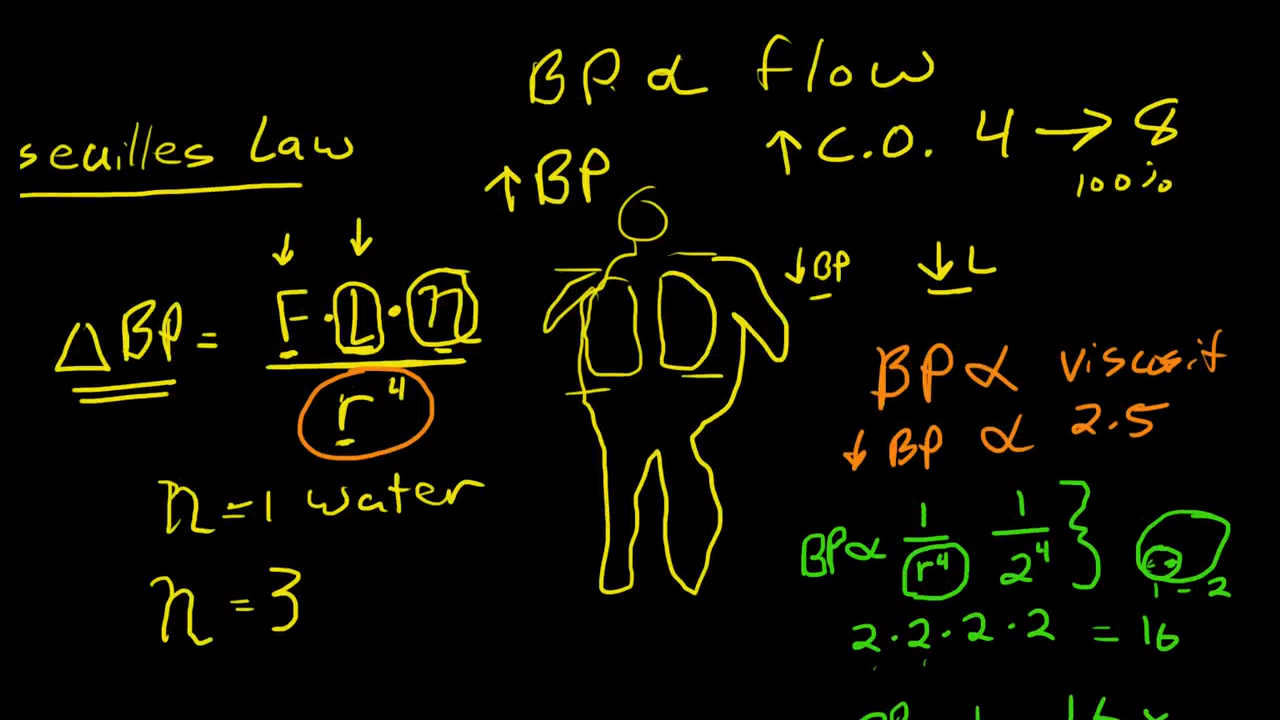 BP ∝ flow
seuilles Law
↑ BP
↑ C.O. 4 → 8
100%
ΔBP = F · L · η / r⁴
↓ BP
↓ L
BP ∝ viscosit
↓ BP ∝ 2.5
η = 1 water
BP ∝ 1/r⁴ 1/2⁴ }
1 - 2
2 · 2 · 2 · 2 = 16
η = 3